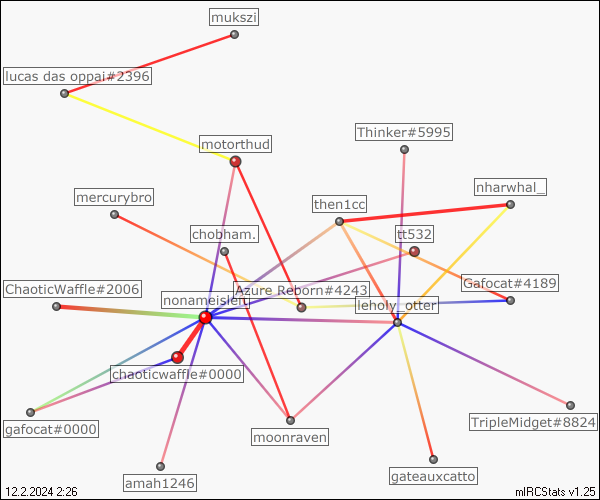 mukszi
lucas das oppai#2396
Thinker#5995
motorthud
nharwhal_
mercurybro
then1cc
chobham.
tt532
Gafocat#4189
ChaoticWaffle#2006
Azure Reborn#4243
leholy_otter
chaoticwaffle#0000
TripleMidget#8824
gafocat#0000
moonraven
gateauxcatto
amah1246
12.2.2024 2:26
mIRCStats v1.25